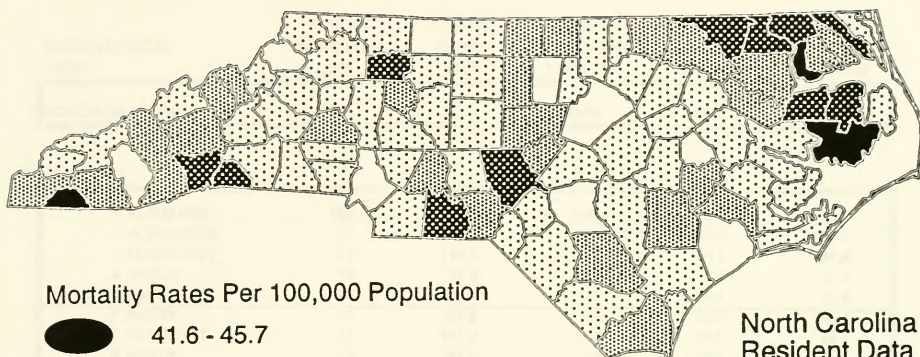 Mortality Rates Per 100,000 Population
41.6 - 45.7
North Carolina
Resident Data